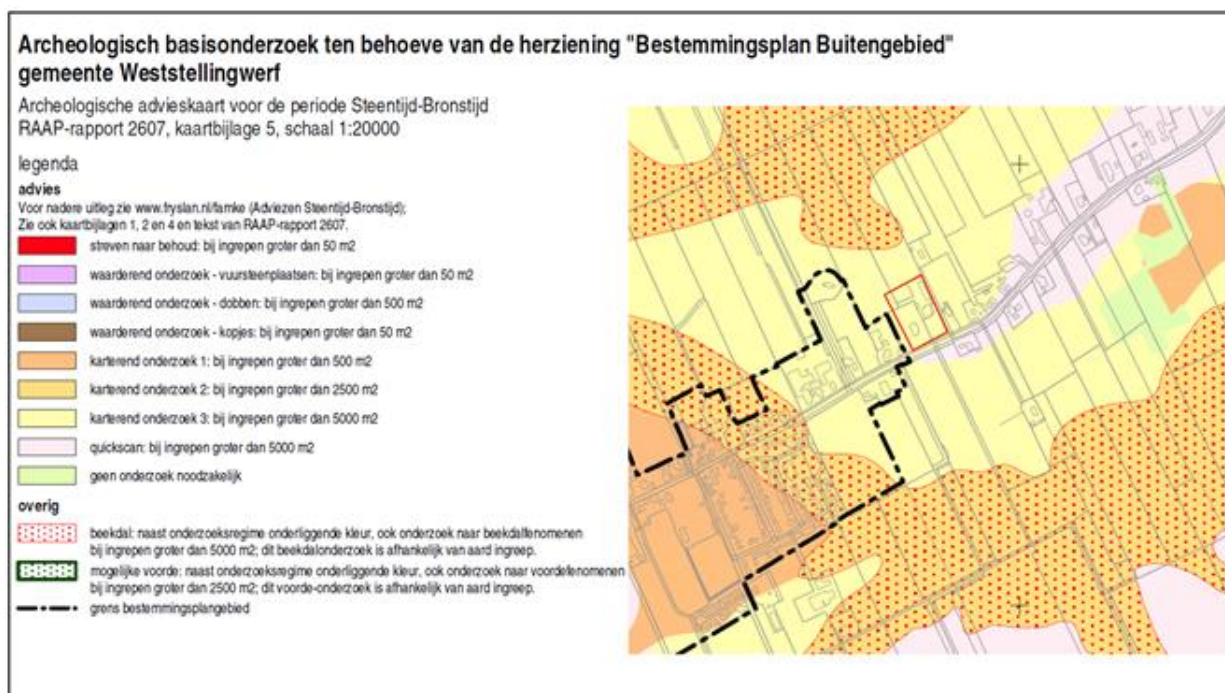 Archeologisch basisonderzoek ten behoeve van de herziening "Bestemmingsplan Buitengebied"
gemeente Weststellingwerf
Archeologische advieskaart voor de periode Steentijd-Bronstijd
RAAP-rapport 2607, kaartbijlage 5, schaal 1:20000
legenda
advies
Voor nadere uitleg zie www.fryslan.nl/famke (Adviezen Steentijd-Bronstijd);
Zie ook kaartbijlagen 1, 2 en 4 en tekst van RAAP-rapport 2607.
streven naar behoud: bij ingrepen groter dan 50 m2
waarderend onderzoek - vuursteenplaatsen: bij ingrepen groter dan 50 m2
waarderend onderzoek - dobben: bij ingrepen groter dan 500 m2
waarderend onderzoek - kopjes: bij ingrepen groter dan 50 m2
karterend onderzoek 1: bij ingrepen groter dan 500 m2
karterend onderzoek 2: bij ingrepen groter dan 2500 m2
karterend onderzoek 3: bij ingrepen groter dan 5000 m2
quickscan: bij ingrepen groter dan 5000 m2
geen onderzoek noodzakelijk
overig
beekdal: naast onderzoeksregime onderliggende kleur, ook onderzoek naar beekdalfenomenen
bij ingrepen groter dan 5000 m2; dit beekdalonderzoek is afhankelijk van aard ingreep.
mogelijke voorde: naast onderzoeksregime onderliggende kleur, ook onderzoek naar voordefenomenen
bij ingrepen groter dan 2500 m2; dit voorde-onderzoek is afhankelijk van aard ingreep.
grens bestemmingsplangebied